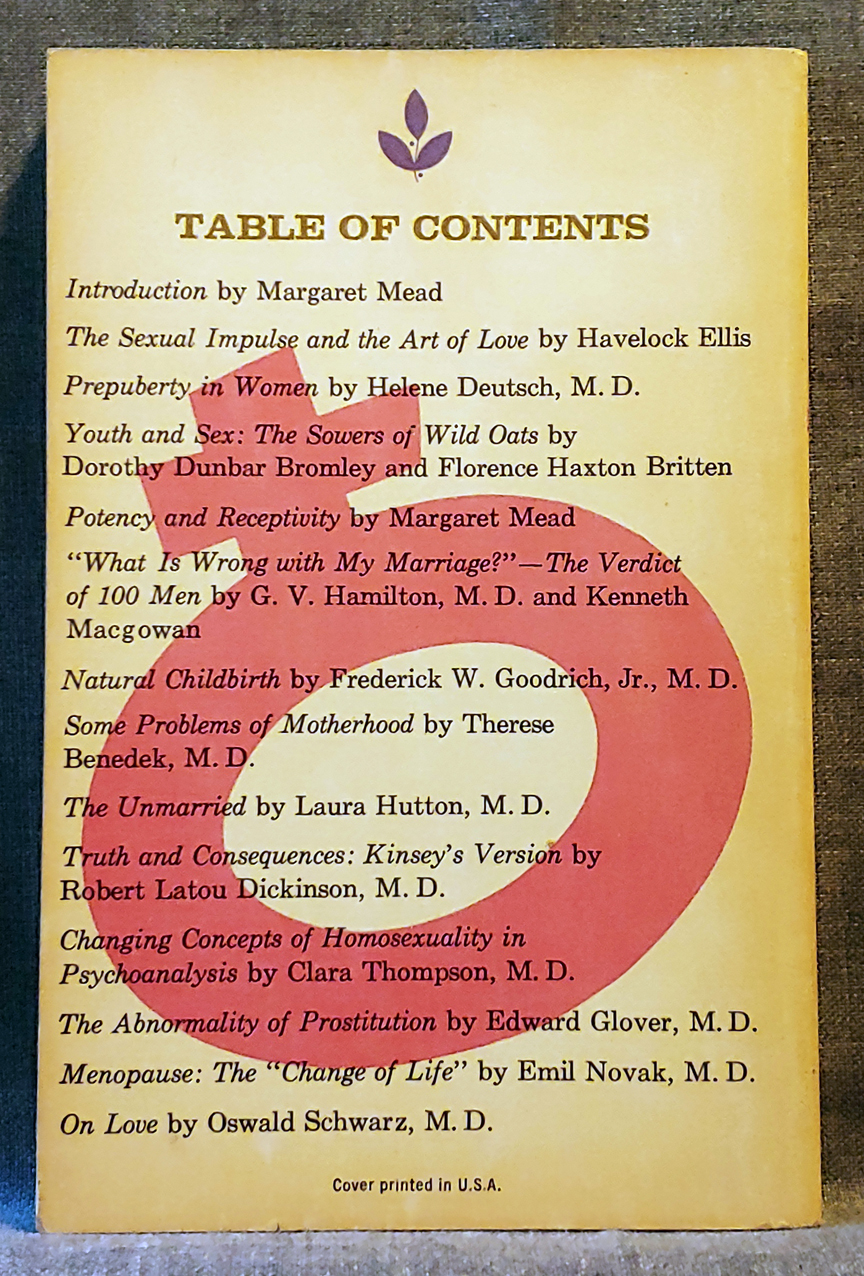 TABLE OF CONTENTS
Introduction by Margaret Mead
The Sexual Impulse and the Art of Love by Havelock Ellis
Prepuberty in Women by Helene Deutsch, M. D.
Youth and Sex: The Sowers of Wild Oats by
Dorothy Dunbar Bromley and Florence Haxton Britten
Potency and Receptivity by Margaret Mead
“What Is Wrong with My Marriage?”—The Verdict
of 100 Men by G. V. Hamilton, M. D. and Kenneth
Macgowan
Natural Childbirth by Frederick W. Goodrich, Jr., M. D.
Some Problems of Motherhood by Therese
Benedek, M. D.
The Unmarried by Laura Hutton, M. D.
Truth and Consequences: Kinsey’s Version by
Robert Latou Dickinson, M. D.
Changing Concepts of Homosexuality in
Psychoanalysis by Clara Thompson, M. D.
The Abnormality of Prostitution by Edward Glover, M. D.
Menopause: The “Change of Life” by Emil Novak, M. D.
On Love by Oswald Schwarz, M. D.
Cover printed in U.S.A.